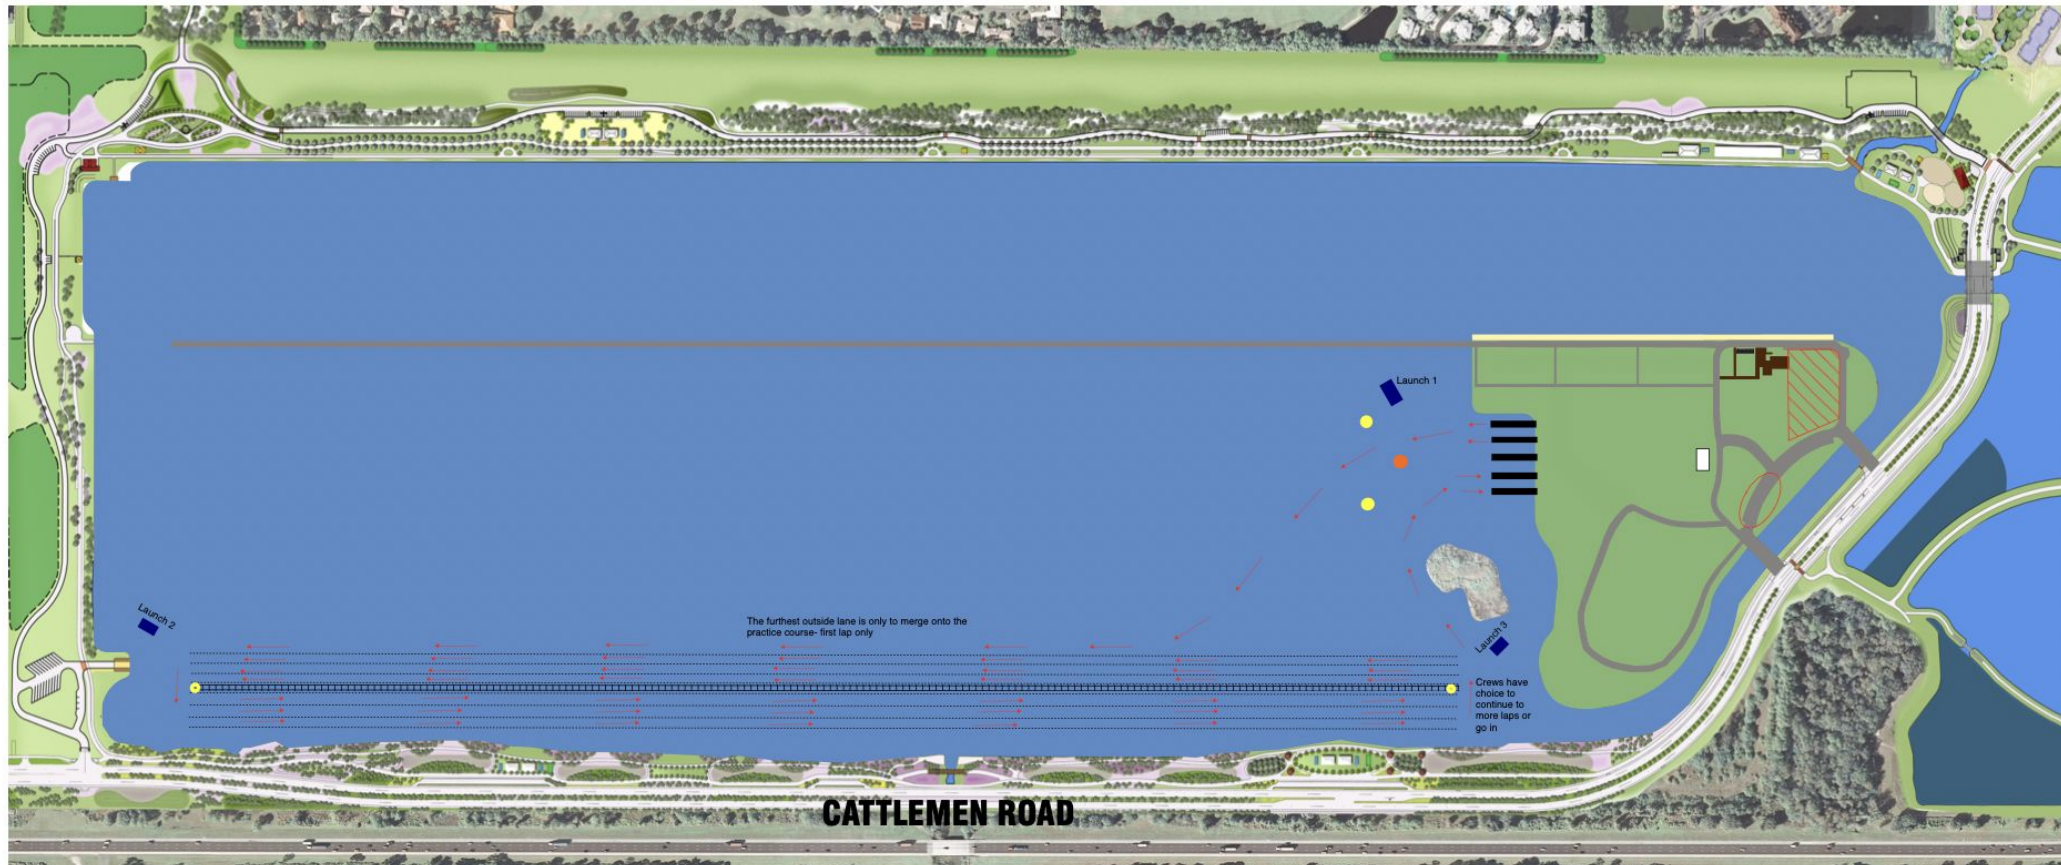 Launch 1
Launch 2
The furthest outside lane is only to merge onto the
practice course- first lap only
Launch 3
Crews have
choice to
continue to
more laps or
go in
CATTLEMEN ROAD